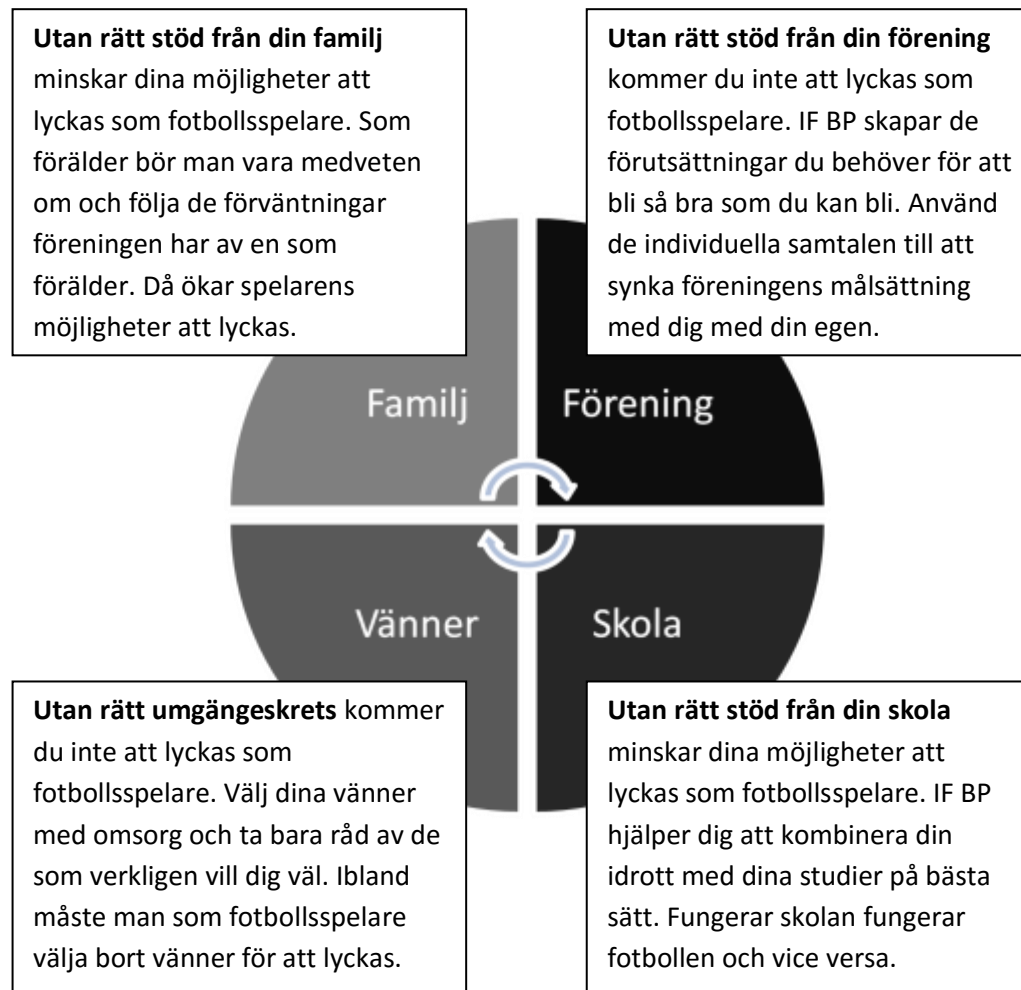 Utan rätt stöd från din familj
minskar dina möjligheter att
lyckas som fotbollsspelare. Som
förälder bör man vara medveten
om och följa de förväntningar
föreningen har av en som
förälder. Då ökar spelarens
möjligheter att lyckas.
Utan rätt stöd från din förening
kommer du inte att lyckas som
fotbollsspelare. IF BP skapar de
förutsättningar du behöver för att
bli så bra som du kan bli. Använd
de individuella samtalen till att
synka föreningens målsättning
med dig med din egen.
Familj
Förening
Vänner
Skola
Utan rätt umgängeskrets kommer
du inte att lyckas som
fotbollsspelare. Välj dina vänner
med omsorg och ta bara råd av de
som verkligen vill dig väl. Ibland
måste man som fotbollsspelare
välja bort vänner för att lyckas.
Utan rätt stöd från din skola
minskar dina möjligheter att
lyckas som fotbollsspelare. IF BP
hjälper dig att kombinera din
idrott med dina studier på bästa
sätt. Fungerar skolan fungerar
fotbollen och vice versa.